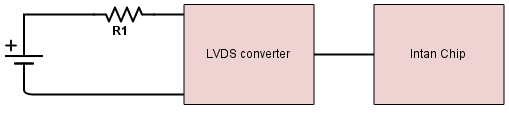 +
R1
LVDS converter
Intan Chip